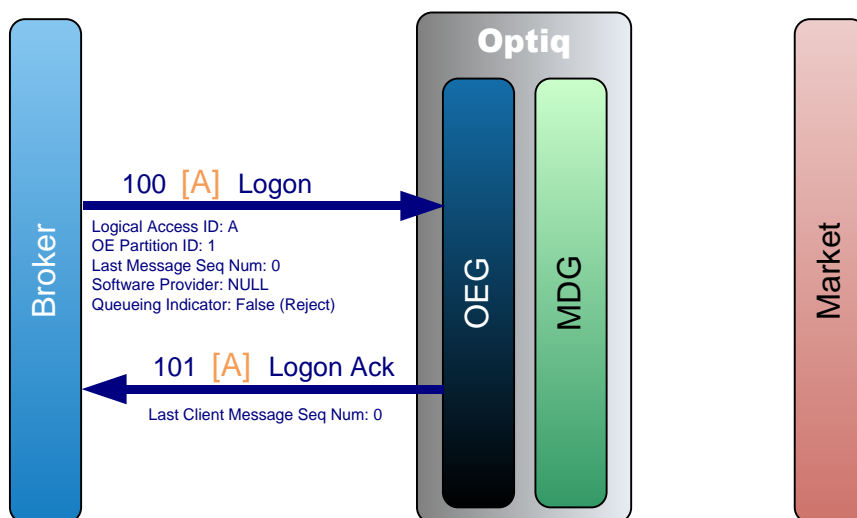 Optiq
Broker
100 [A] Logon
Logical Access ID: A
OE Partition ID: 1
Last Message Seq Num: 0
Software Provider: NULL
Queueing Indicator: False (Reject)
101 [A] Logon Ack
Last Client Message Seq Num: 0
OEG
MDG
Market